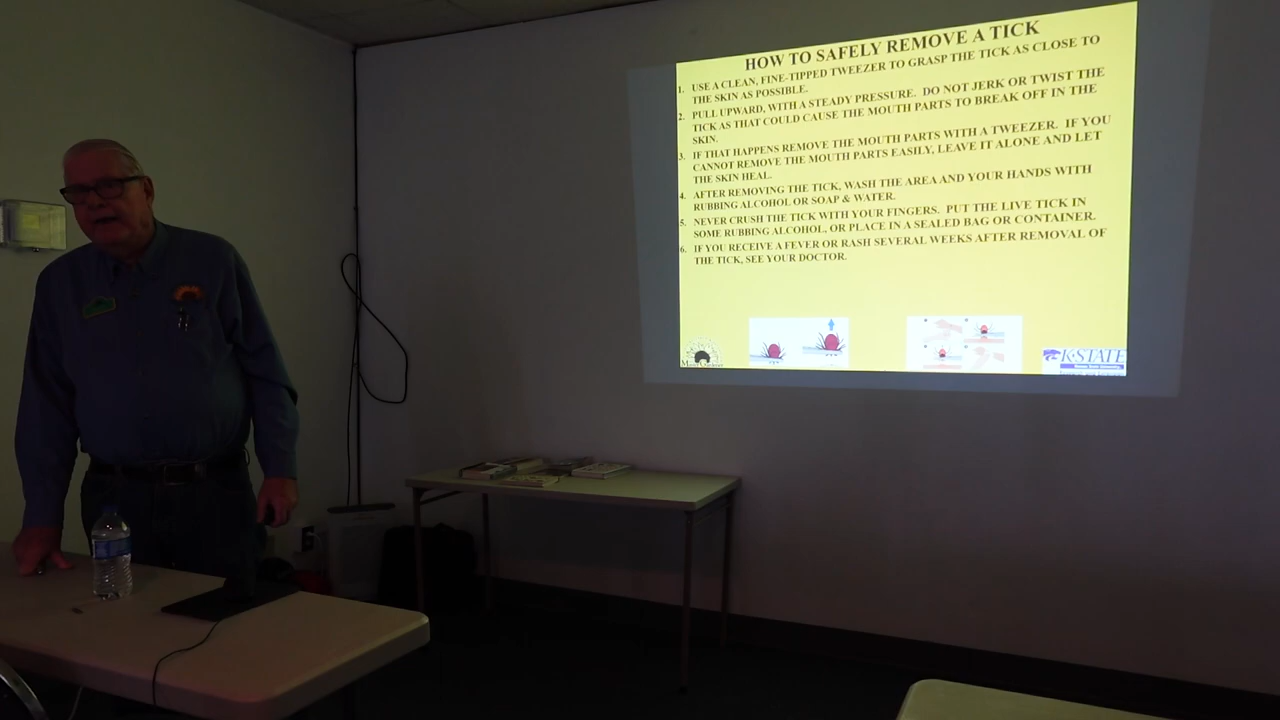 HOW TO SAFELY REMOVE A TICK
1. USE A CLEAN, FINE-TIPPED TWEEZER TO GRASP THE TICK AS CLOSE TO
THE SKIN AS POSSIBLE.
2. PULL UPWARD, WITH A STEADY PRESSURE. DO NOT JERK OR TWIST THE
TICK AS THAT COULD CAUSE THE MOUTH PARTS TO BREAK OFF IN THE
SKIN.
3. IF THAT HAPPENS REMOVE THE MOUTH PARTS WITH A TWEEZER. IF YOU
CANNOT REMOVE THE MOUTH PARTS EASILY, LEAVE IT ALONE AND LET
THE SKIN HEAL.
4. AFTER REMOVING THE TICK, WASH THE AREA AND YOUR HANDS WITH
RUBBING ALCOHOL OR SOAP & WATER.
5. NEVER CRUSH THE TICK WITH YOUR FINGERS. PUT THE LIVE TICK IN
SOME RUBBING ALCOHOL, OR PLACE IN A SEALED BAG OR CONTAINER.
6. IF YOU RECEIVE A FEVER OR RASH SEVERAL WEEKS AFTER REMOVAL OF
THE TICK, SEE YOUR DOCTOR.
Master Gardener
K-STATE
Kansas State University